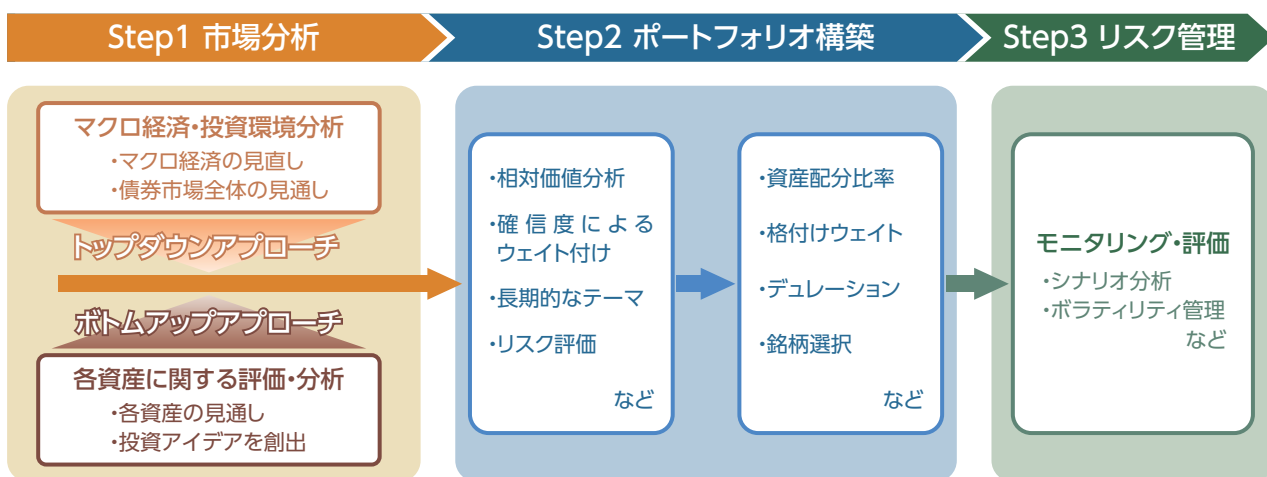 Step1 市場分析
Step2 ポートフォリオ構築
Step3 リスク管理
マクロ経済・投資環境分析
・マクロ経済の見直し
・債券市場全体の見通し
トップダウンアプローチ
ボトムアップアプローチ
各資産に関する評価・分析
・各資産の見通し
・投資アイデアを創出
・相対価値分析
・確信度による
ウェイト付け
・長期的なテーマ
・リスク評価
など
・資産配分比率
・格付けウェイト
・デュレーション
・銘柄選択
など
モニタリング・評価
・シナリオ分析
・ボラティリティ管理
など